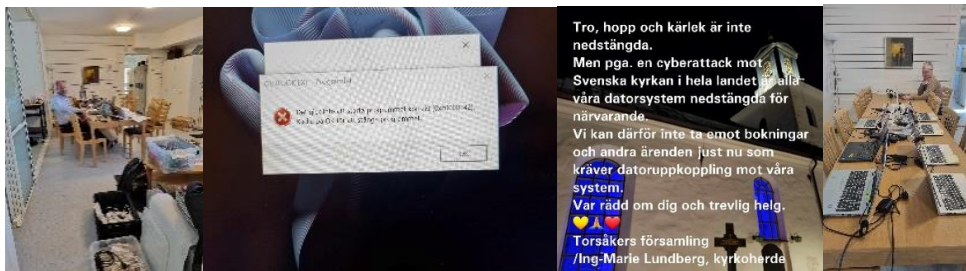 Tro, hopp och kärlek är inte
nedstängda.
Men pga. en cyberattack mot
Svenska kyrkan i hela landet är alla
våra datorsystem nedstängda för
närvarande.
Vi kan därför inte ta emot bokningar
och andra ärenden just nu som
kräver datoruppkoppling mot våra
system.
Var rädd om dig och trevlig helg.
💛🙏❤️
Torsåkers församling
/Ing-Marie Lundberg, kyrkoherde